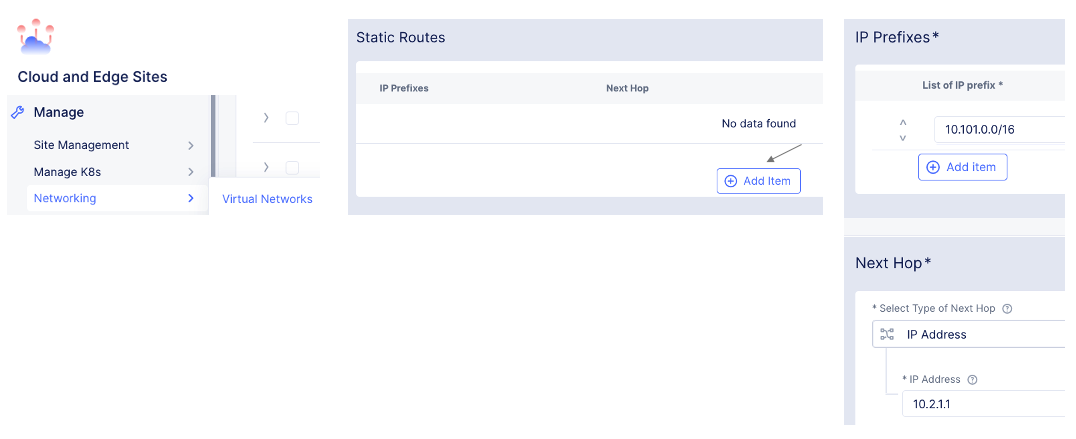 Cloud and Edge Sites
Manage
Site Management
Manage K8s
Networking
Virtual Networks
Static Routes
IP Prefixes
Next Hop
No data found
Add Item
IP Prefixes*
List of IP prefix *
10.101.0.0/16
Add item
Next Hop*
* Select Type of Next Hop
IP Address
* IP Address
10.2.1.1